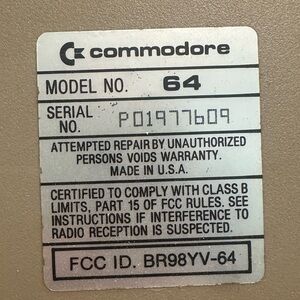 commodore
MODEL NO. 64
SERIAL NO. P01977609
ATTEMPTED REPAIR BY UNAUTHORIZED
PERSONS VOIDS WARRANTY.
MADE IN U.S.A.
CERTIFIED TO COMPLY WITH CLASS B
LIMITS, PART 15 OF FCC RULES. SEE
INSTRUCTIONS IF INTERFERENCE TO
RADIO RECEPTION IS SUSPECTED.
FCC ID. BR98YV-64